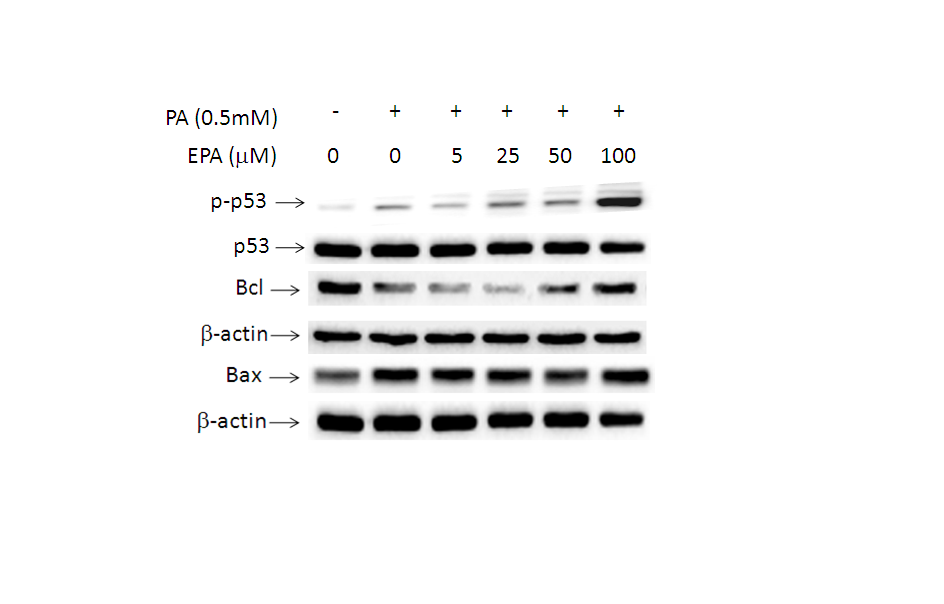 PA (0.5mM) - + + + + +
EPA (μM) 0 0 5 25 50 100
p-p53
p53
Bcl
β-actin
Bax
β-actin